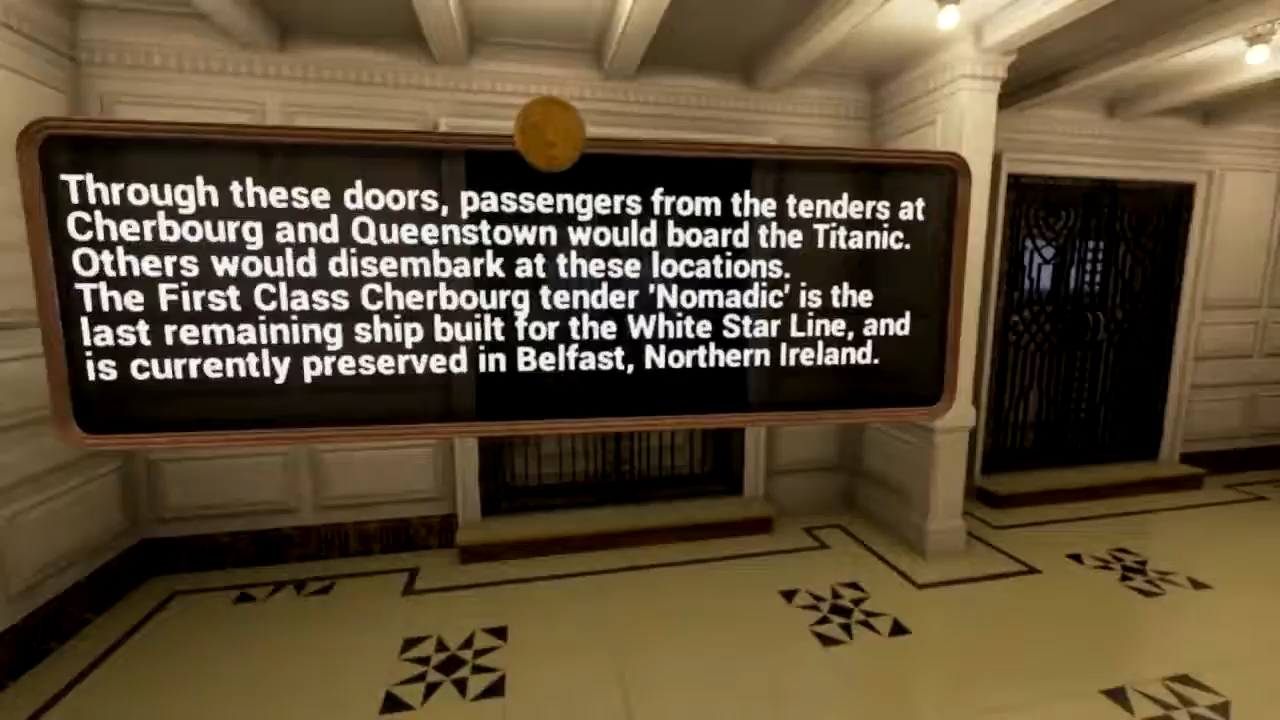 Through these doors, passengers from the tenders at
Cherbourg and Queenstown would board the Titanic.
Others would disembark at these locations.
The First Class Cherbourg tender 'Nomadic' is the
last remaining ship built for the White Star Line, and
is currently preserved in Belfast, Northern Ireland.